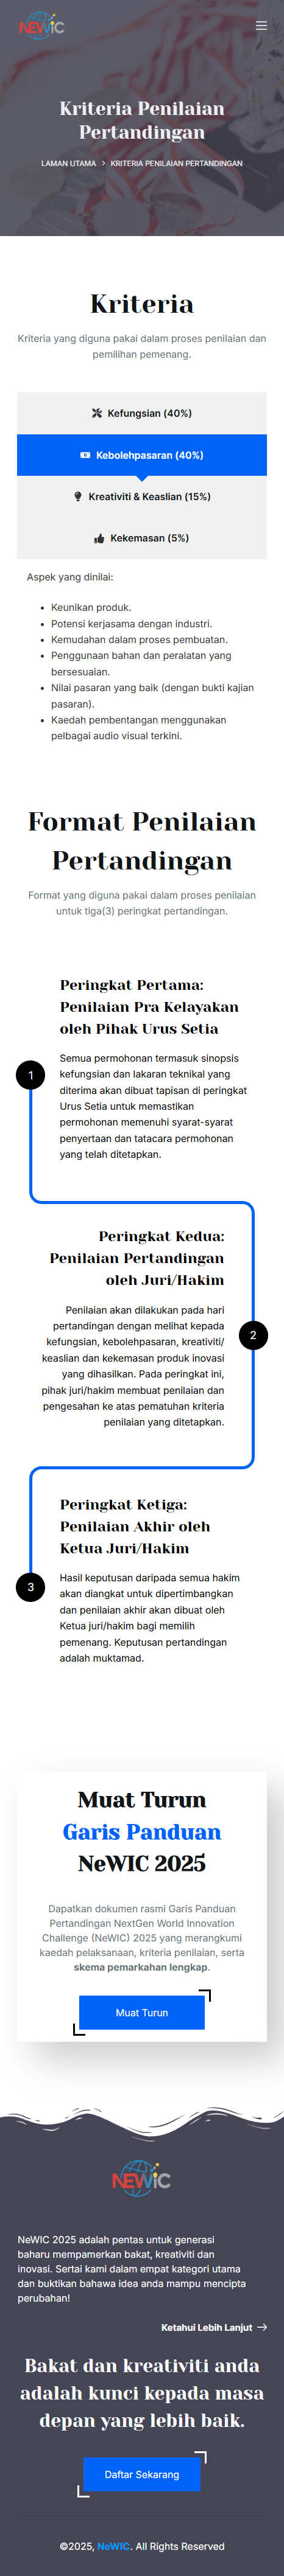 NEWIC
Kriteria Penilaian
Pertandingan
LAMAN UTAMA > KRITERIA PENILAIAN PERTANDINGAN
Kriteria
Kriteria yang diguna pakai dalam proses penilaian dan
pemilihan pemenang.
Kefungsian (40%)
Kebolehpasaran (40%)
Kreativiti & Keaslian (15%)
Kekemasan (5%)
Aspek yang dinilai:
• Keunikan produk.
• Potensi kerjasama dengan industri.
• Kemudahan dalam proses pembuatan.
• Penggunaan bahan dan peralatan yang
bersesuaian.
• Nilai pasaran yang baik (dengan bukti kajian
pasaran).
• Kaedah pembentangan menggunakan
pelbagai audio visual terkini.
Format Penilaian
Pertandingan
Format yang diguna pakai dalam proses penilaian
untuk tiga(3) peringkat pertandingan.
Peringkat Pertama:
Penilaian Pra Kelayakan
oleh Pihak Urus Setia
1
Semua permohonan termasuk sinopsis
kefungsian dan lakaran teknikal yang
diterima akan dibuat tapisan di peringkat
Urus Setia untuk memastikan
permohonan memenuhi syarat-syarat
penyertaan dan tatacara permohonan
yang telah ditetapkan.
Peringkat Kedua:
Penilaian Pertandingan
oleh Juri/Hakim
2
Penilaian akan dilakukan pada hari
pertandingan dengan melihat kepada
kefungsian, kebolehpasaran, kreativiti/
keaslian dan kekemasan produk inovasi
yang dihasilkan. Pada peringkat ini,
pihak juri/hakim membuat penilaian dan
pengesahan ke atas pematuhan kriteria
penilaian yang ditetapkan.
Peringkat Ketiga:
Penilaian Akhir oleh
Ketua Juri/Hakim
3
Hasil keputusan daripada semua hakim
akan diangkat untuk dipertimbangkan
dan penilaian akhir akan dibuat oleh
Ketua juri/hakim bagi memilih
pemenang. Keputusan pertandingan
adalah muktamad.
Muat Turun
Garis Panduan
NeWIC 2025
Dapatkan dokumen rasmi Garis Panduan
Pertandingan NextGen World Innovation
Challenge (NeWIC) 2025 yang merangkumi
kaedah pelaksanaan, kriteria penilaian, serta
skema pemarkahan lengkap.
Muat Turun
NEWIC
NeWIC 2025 adalah pentas untuk generasi
baharu mempamerkan bakat, kreativiti dan
inovasi. Sertai kami dalam empat kategori utama
dan buktikan bahawa idea anda mampu mencipta
perubahan!
Ketahui Lebih Lanjut →
Bakat dan kreativiti anda
adalah kunci kepada masa
depan yang lebih baik.
Daftar Sekarang
©2025, NeWIC. All Rights Reserved